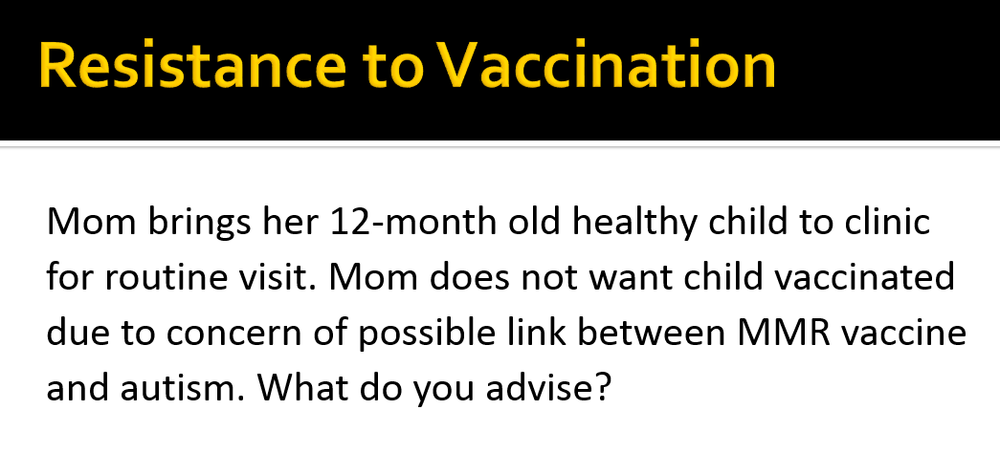 Resistance to Vaccination
Mom brings her 12-month old healthy child to clinic
for routine visit. Mom does not want child vaccinated
due to concern of possible link between MMR vaccine
and autism. What do you advise?